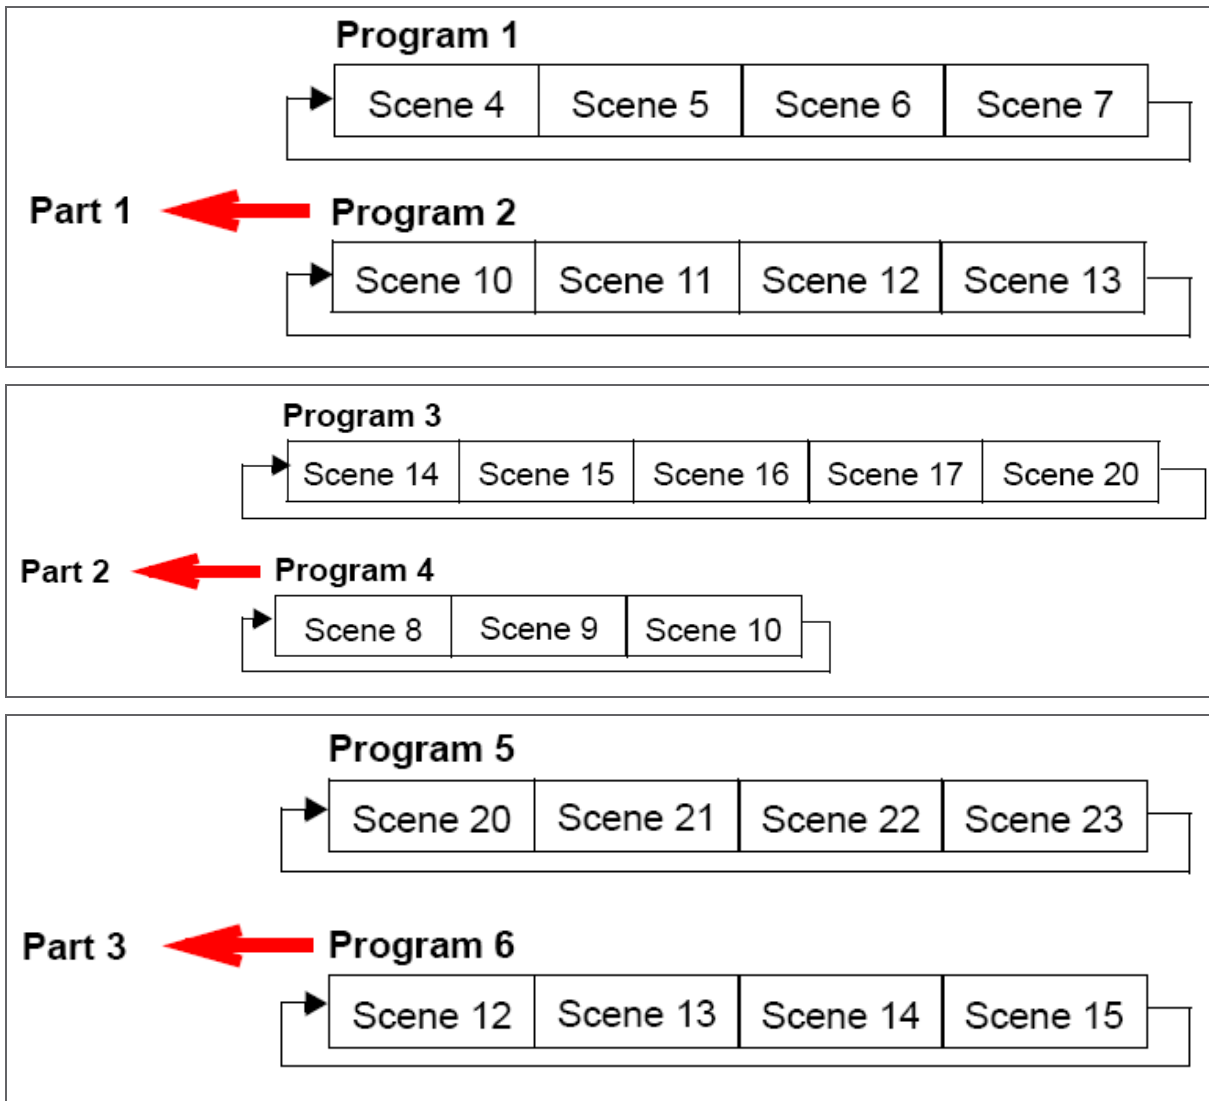 Program 1
Scene 4 Scene 5 Scene 6 Scene 7
Part 1 Program 2
Scene 10 Scene 11 Scene 12 Scene 13
Program 3
Scene 14 Scene 15 Scene 16 Scene 17 Scene 20
Part 2 Program 4
Scene 8 Scene 9 Scene 10
Program 5
Scene 20 Scene 21 Scene 22 Scene 23
Part 3 Program 6
Scene 12 Scene 13 Scene 14 Scene 15